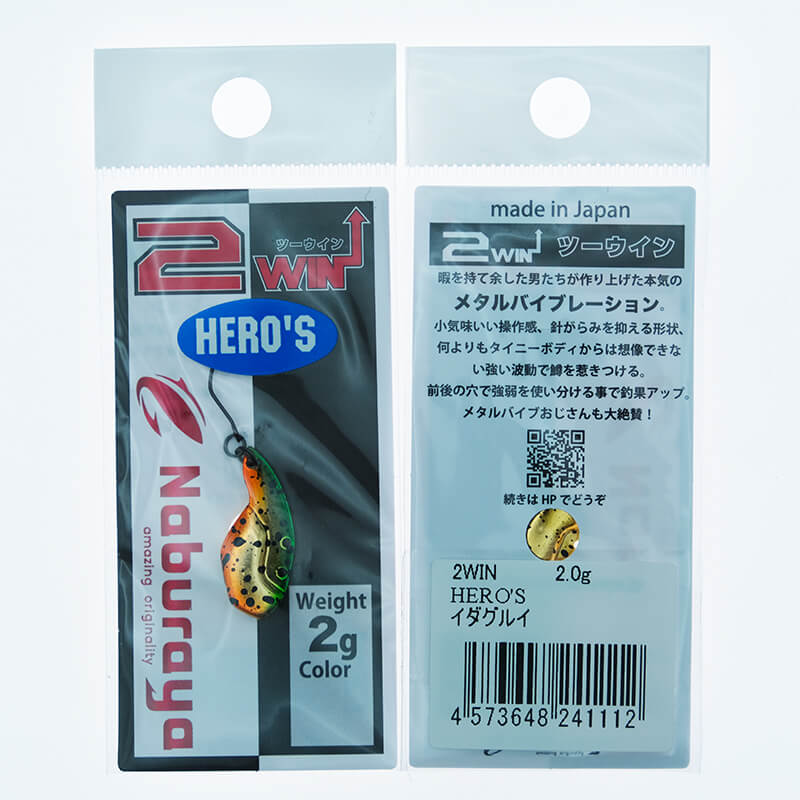 2
ツーウイン
WIN
HERO'S
Naburaya
amazing originality
Weight
2g
Color
made in Japan
2WIN ツーウイン
暇を持て余した男たちが作り上げた本気の
メタルバイブレーション。
小気味いい操作感、針がらみを抑える形状、
何よりもタイニーボディからは想像できな
い強い波動で鱒を惹きつける。
前後の穴で強弱を使い分ける事で釣果アップ。
メタルバイブおじさんも大絶賛！
続きは HP でどうぞ
2WIN 2.0g
HERO'S
イダグルイ
4 573648 241112